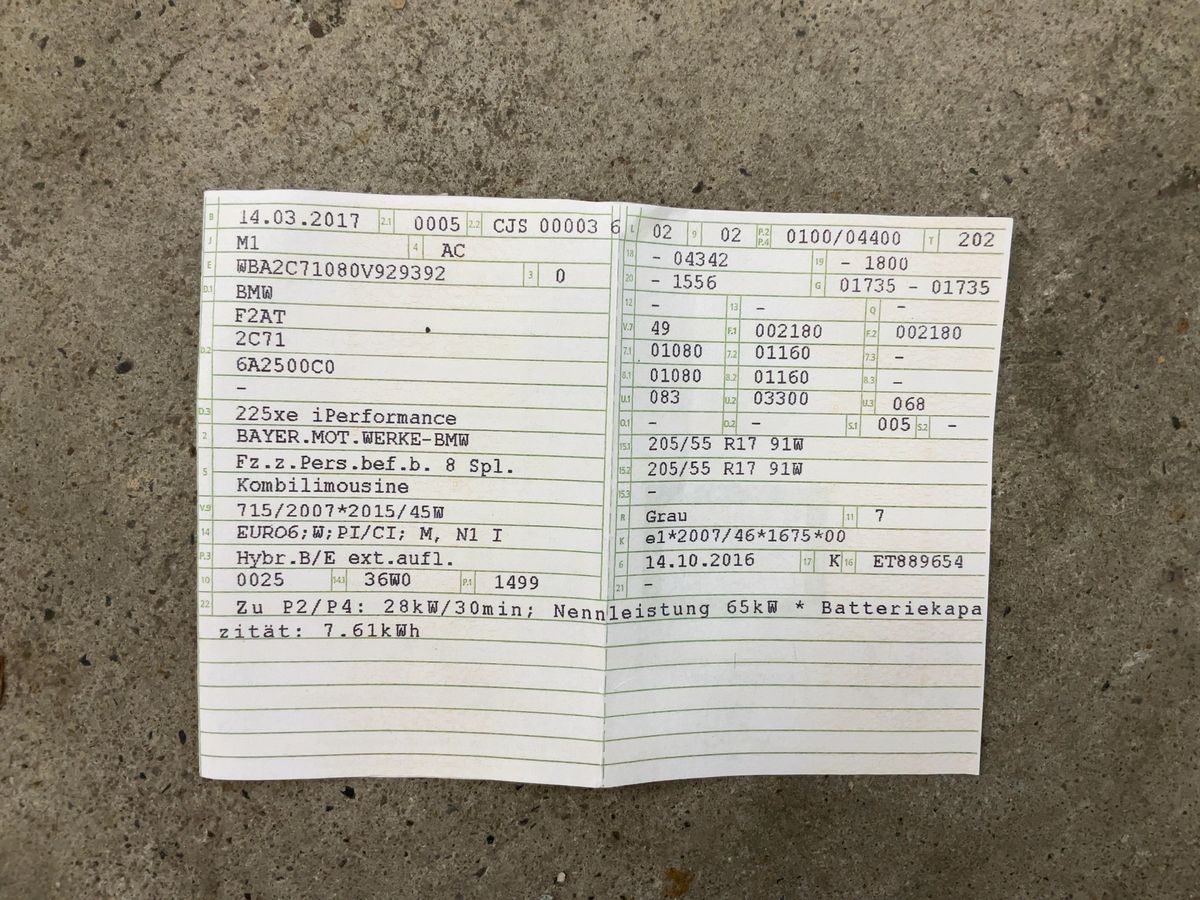 B 14.03.2017 2.1 0005 2.2 CJS 00003 6
J M1 4 AC
E WBA2C71080V929392 3 0
D.1 BMW
F2AT
2C71
D.2 6A2500C0
-
D.3 225xe iPerformance
2 BAYER.MOT.WERKE-BMW
5 Fz.z.Pers.bef.b. 8 Spl.
Kombilimousine
V.9 715/2007*2015/45W
14 EURO6;W;PI/CI; M, N1 I
P.3 Hybr.B/E ext.aufl.
10 0025 14.1 36W0 P.1 1499
L 02 9 02 P.2 P.4 0100/04400 T 202
18 - 04342 19 - 1800
20 - 1556 G 01735 - 01735
12 - 13 - Q -
V.7 49 F.1 002180 F.2 002180
7.1 01080 7.2 01160 7.3 -
8.1 01080 8.2 01160 8.3 -
U.1 083 U.2 03300 U.3 068
O.1 - O.2 - S.1 005 S.2 -
15.1 205/55 R17 91W
15.2 205/55 R17 91W
15.3 -
R Grau 11 7
K e1*2007/46*1675*00
6 14.10.2016 17 K 16 ET889654
21 -
22 Zu P2/P4: 28kW/30min; Nennleistung 65kW * Batteriekapa
zität: 7.61kWh